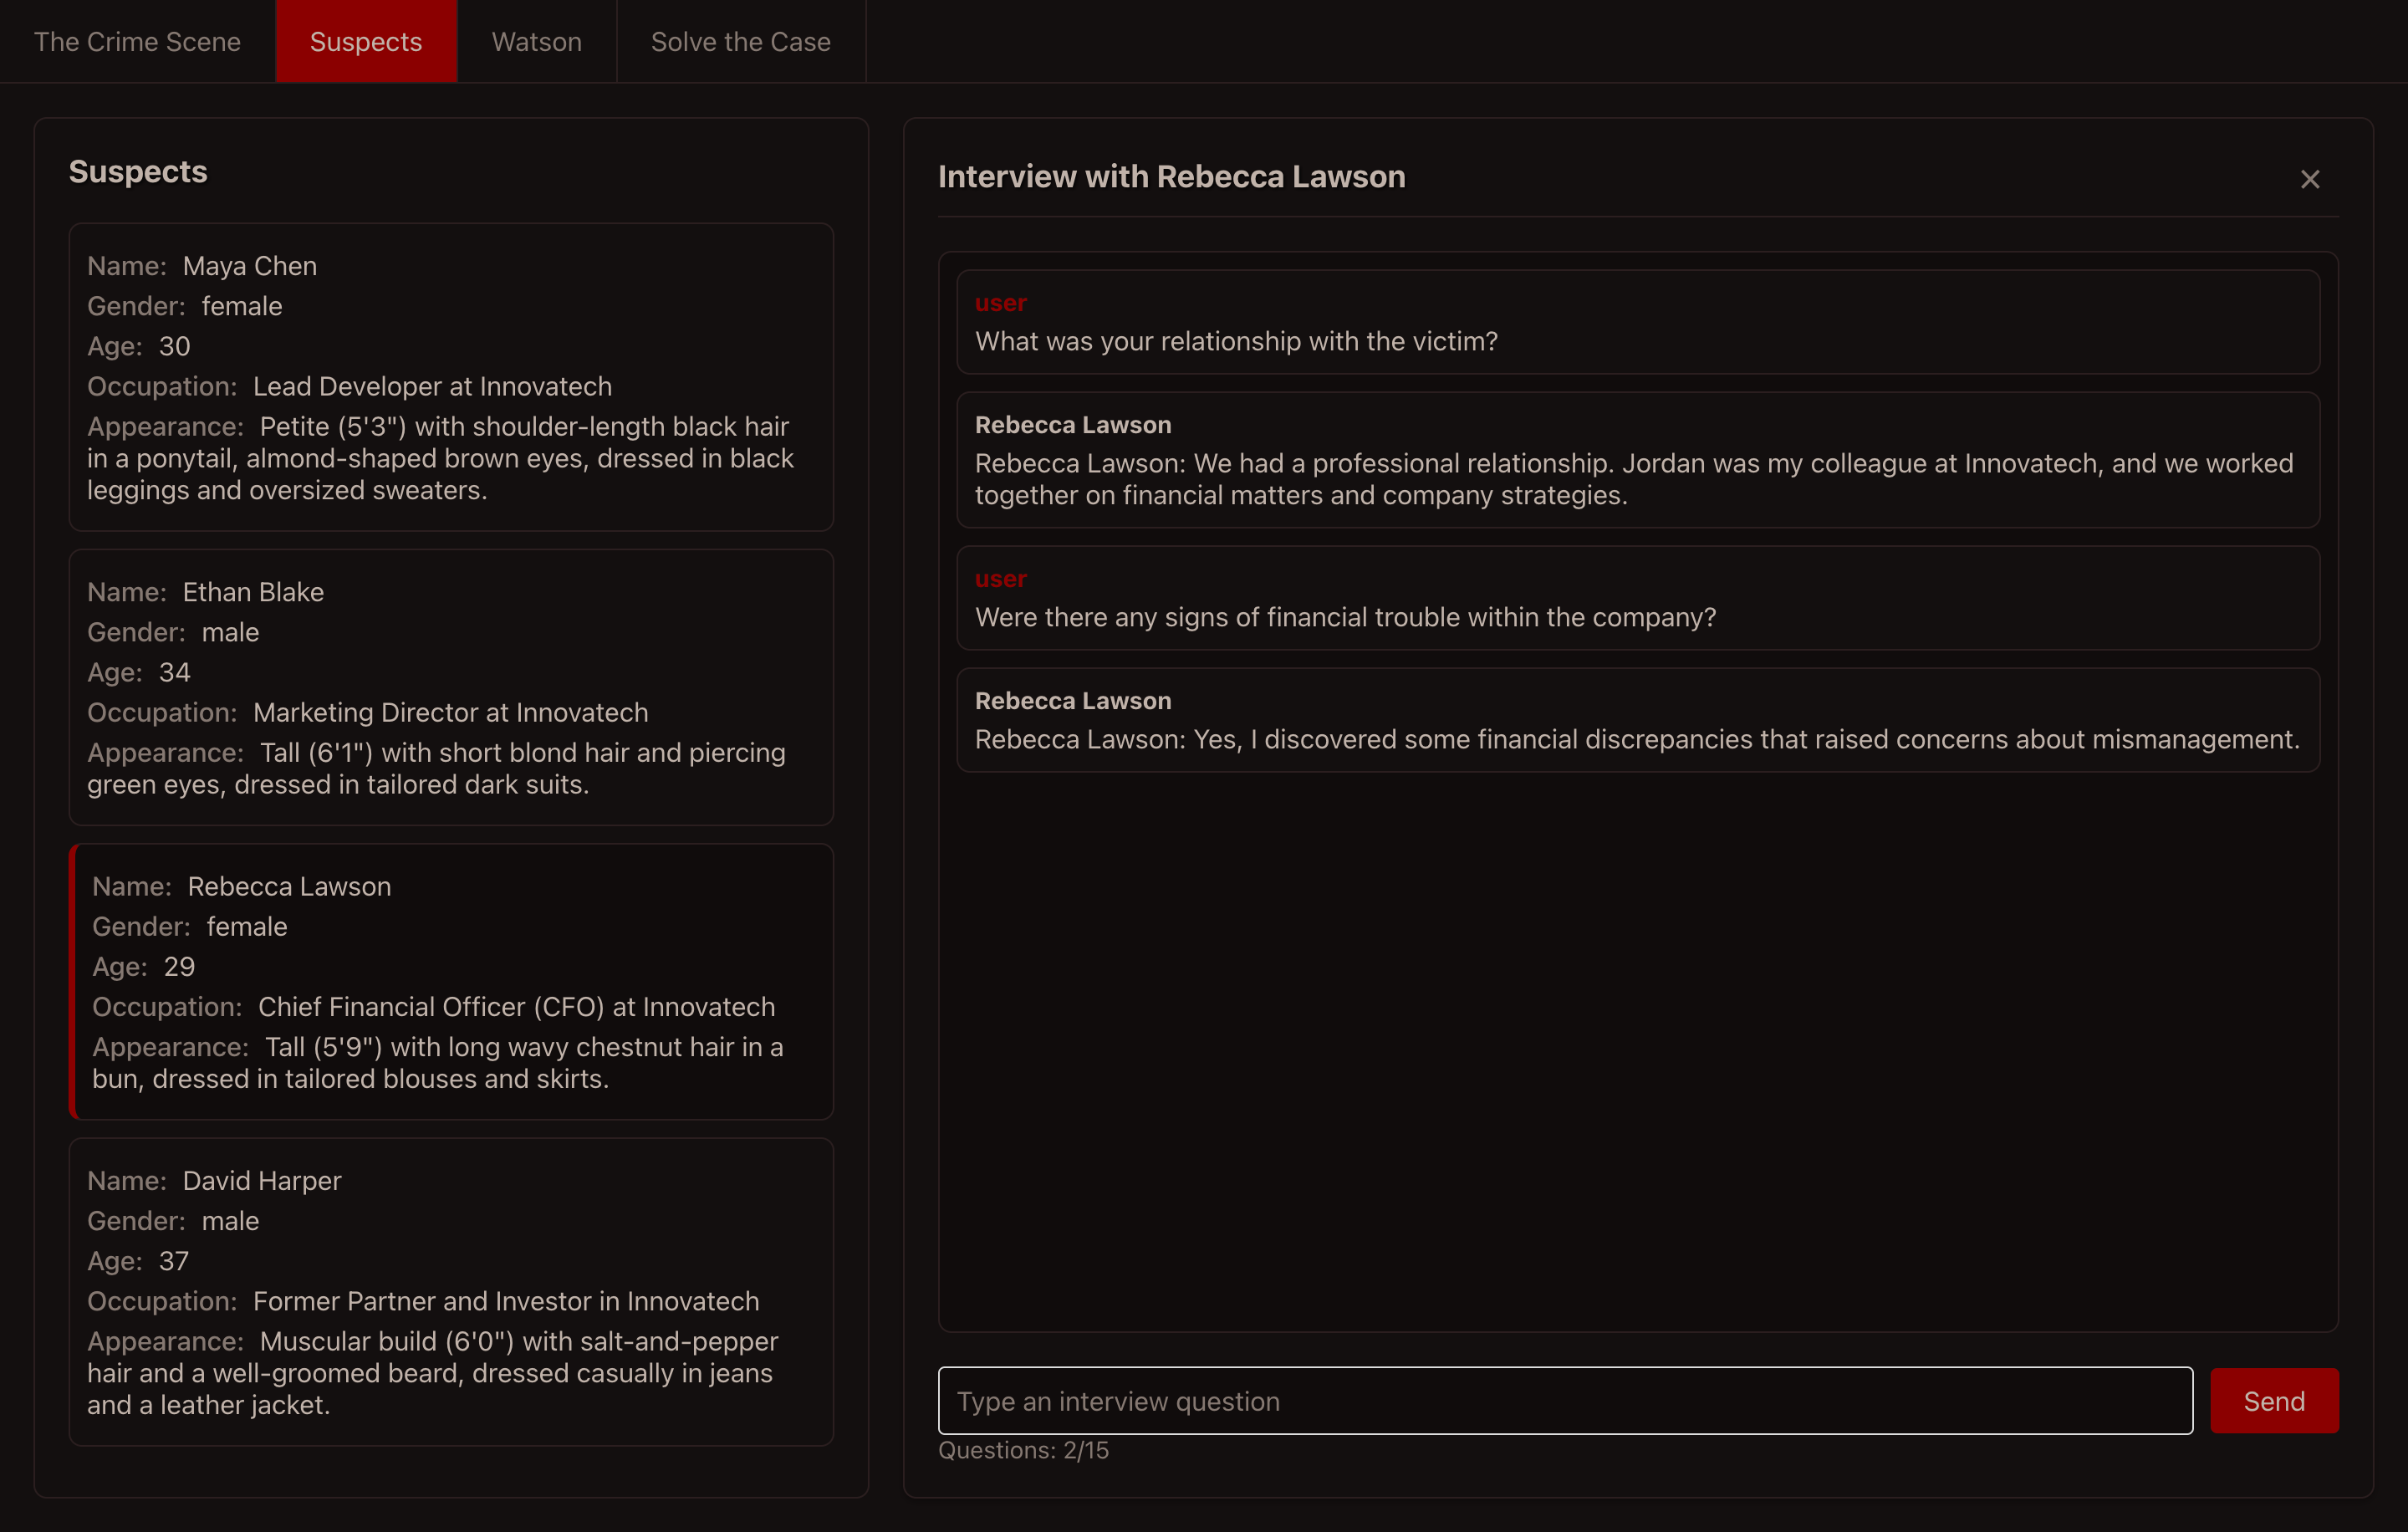 The Crime Scene
Suspects
Watson
Solve the Case
Suspects
Name: Maya Chen
Gender: female
Age: 30
Occupation: Lead Developer at Innovatech
Appearance: Petite (5'3") with shoulder-length black hair
in a ponytail, almond-shaped brown eyes, dressed in black
leggings and oversized sweaters.
Name: Ethan Blake
Gender: male
Age: 34
Occupation: Marketing Director at Innovatech
Appearance: Tall (6'1") with short blond hair and piercing
green eyes, dressed in tailored dark suits.
Name: Rebecca Lawson
Gender: female
Age: 29
Occupation: Chief Financial Officer (CFO) at Innovatech
Appearance: Tall (5'9") with long wavy chestnut hair in a
bun, dressed in tailored blouses and skirts.
Name: David Harper
Gender: male
Age: 37
Occupation: Former Partner and Investor in Innovatech
Appearance: Muscular build (6'0") with salt-and-pepper
hair and a well-groomed beard, dressed casually in jeans
and a leather jacket.
Interview with Rebecca Lawson
user
What was your relationship with the victim?
Rebecca Lawson
Rebecca Lawson: We had a professional relationship. Jordan was my colleague at Innovatech, and we worked
together on financial matters and company strategies.
user
Were there any signs of financial trouble within the company?
Rebecca Lawson
Rebecca Lawson: Yes, I discovered some financial discrepancies that raised concerns about mismanagement.
Type an interview question
Send
Questions: 2/15